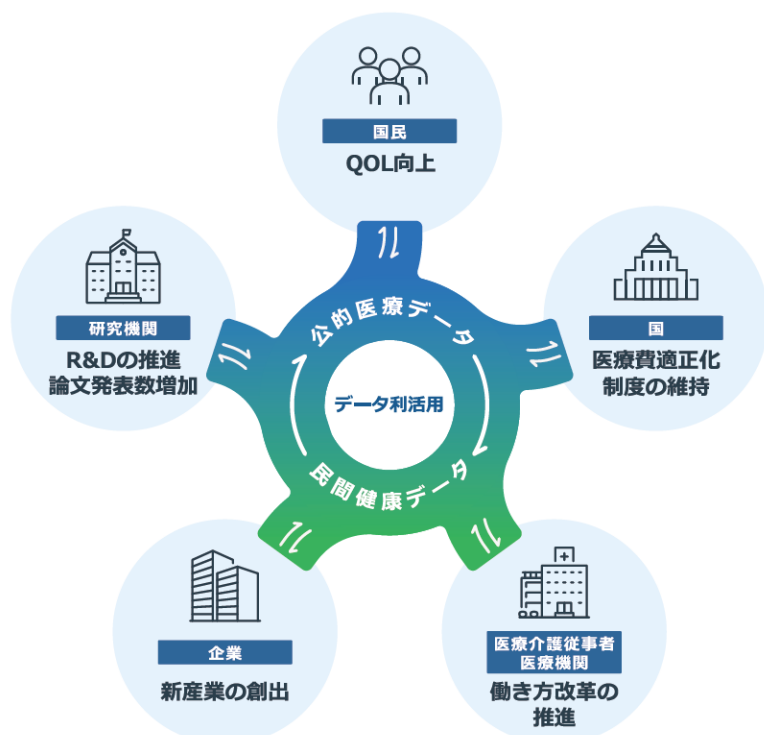 国民
QOL向上
研究機関
R&Dの推進
論文発表数増加
国
医療費適正化
制度の維持
公的医療データ
データ利活用
民間健康データ
企業
新産業の創出
医療介護従事者
医療機関
働き方改革の
推進